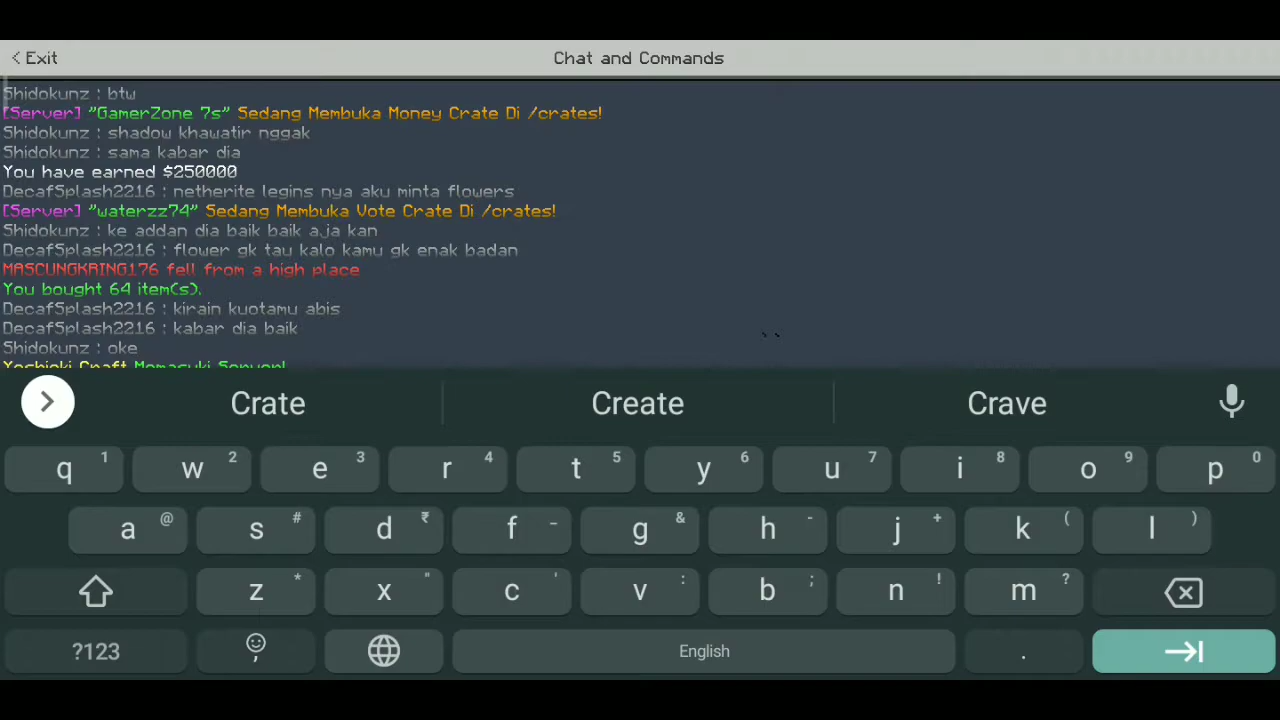 < Exit
Chat and Commands
Shidokunz : btw
[Server] "GamerZone 7s" Sedang Membuka Money Crate Di /crates!
Shidokunz : shadow khawatir nggak
Shidokunz : sama kabar dia
You have earned $250000
DecafSplash2216 : netherite legins nya aku minta flowers
[Server] "waterzz74" Sedang Membuka Vote Crate Di /crates!
Shidokunz : ke addan dia baik baik aja kan
DecafSplash2216 : flower gk tau kalo kamu gk enak badan
MASCUNGKRING176 fell from a high place
You bought 64 item(s).
DecafSplash2216 : kirain kuotamu abis
DecafSplash2216 : kabar dia baik
Shidokunz : oke
Yoshioki Craft Memasuki Server!
Crate Create Crave
q 1 w 2 e 3 r 4 t 5 y 6 u 7 i 8 o 9 p 0
a @ s # d ₹ f _ g & h - j + k ( l )
z * x " c ' v : b ; n ! m ?
?123 , English .